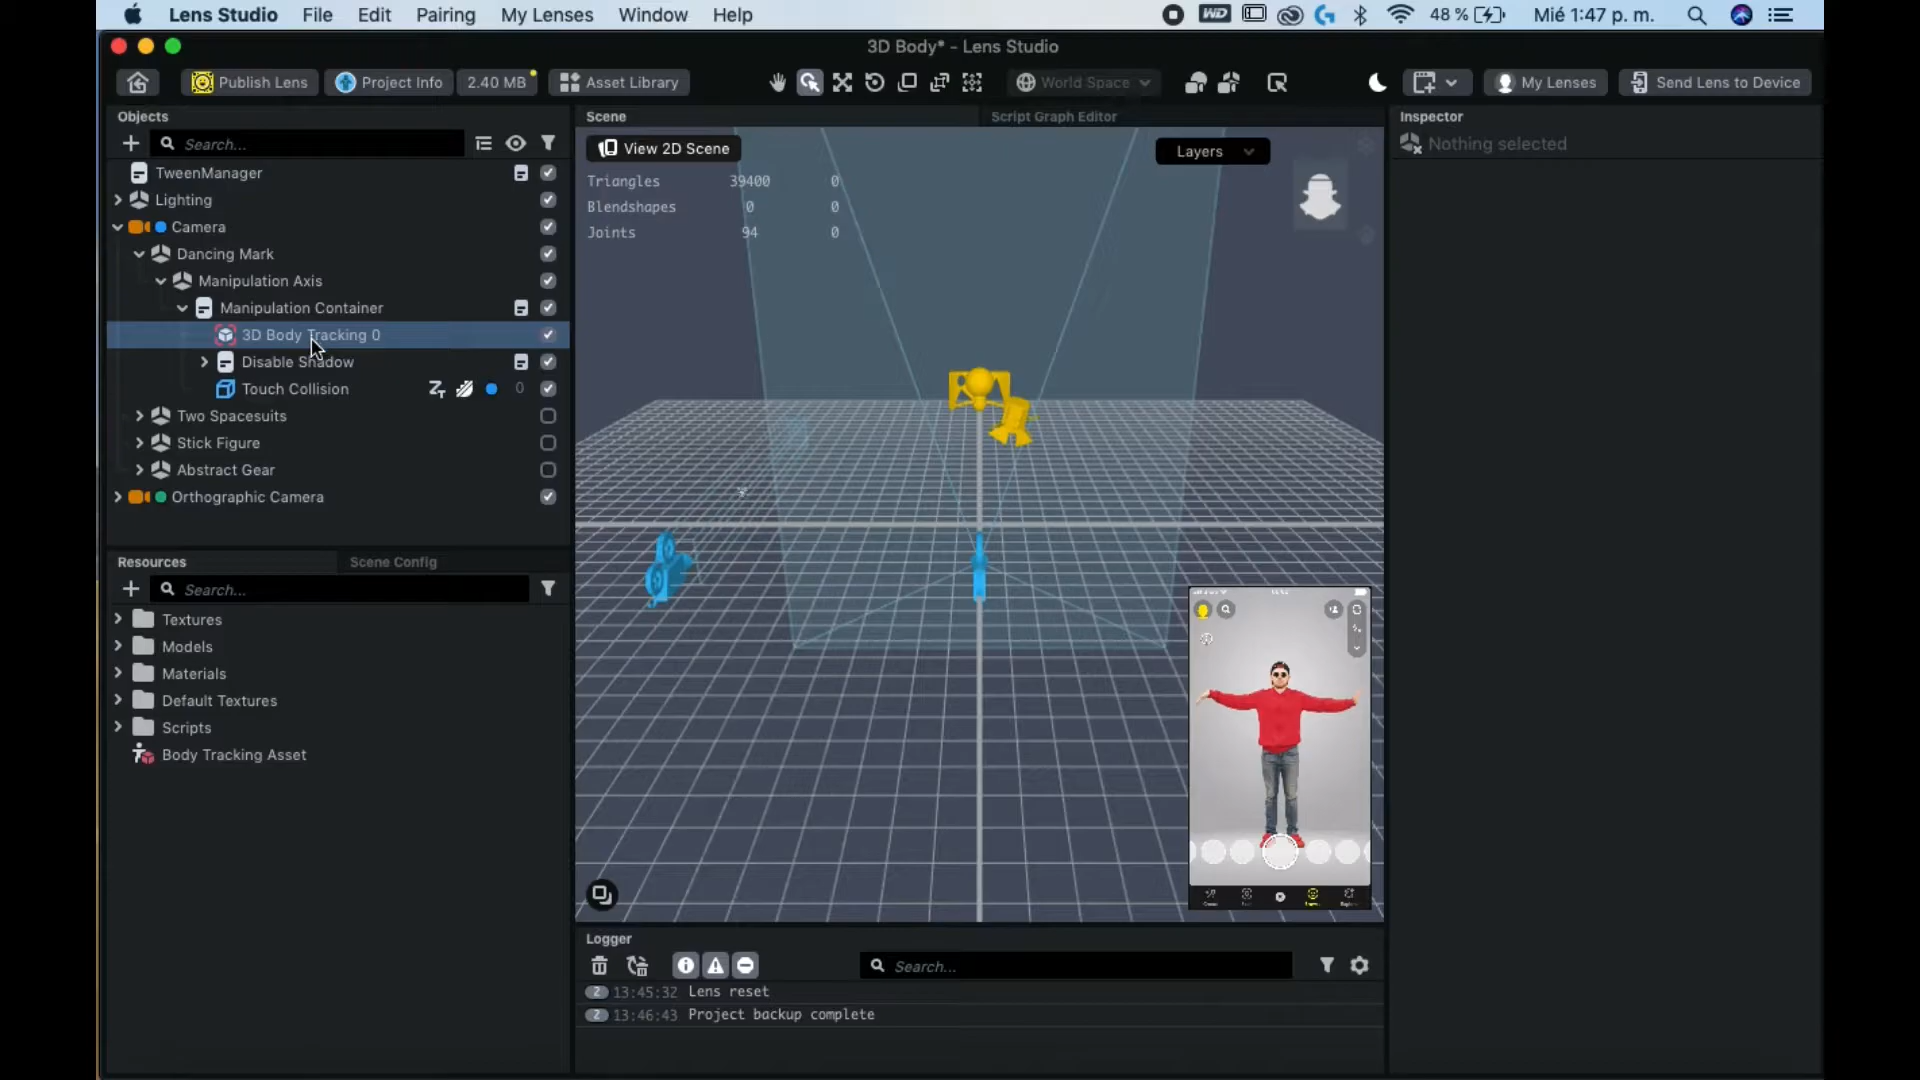 Lens Studio File Edit Pairing My Lenses Window Help
WD 48 % Mié 1:47 p. m.
3D Body* - Lens Studio
Publish Lens Project Info 2.40 MB Asset Library World Space My Lenses Send Lens to Device
Objects
Search...
TweenManager
Lighting
Camera
Dancing Mark
Manipulation Axis
Manipulation Container
3D Body Tracking 0
Disable Shadow
Touch Collision 0
Two Spacesuits
Stick Figure
Abstract Gear
Orthographic Camera
Resources Scene Config
Search...
Textures
Models
Materials
Default Textures
Scripts
Body Tracking Asset
Scene Script Graph Editor
View 2D Scene Layers
Triangles 39400 0
Blendshapes 0 0
Joints 94 0
Logger
Search...
2 13:45:32 Lens reset
2 13:46:43 Project backup complete
Inspector
Nothing selected